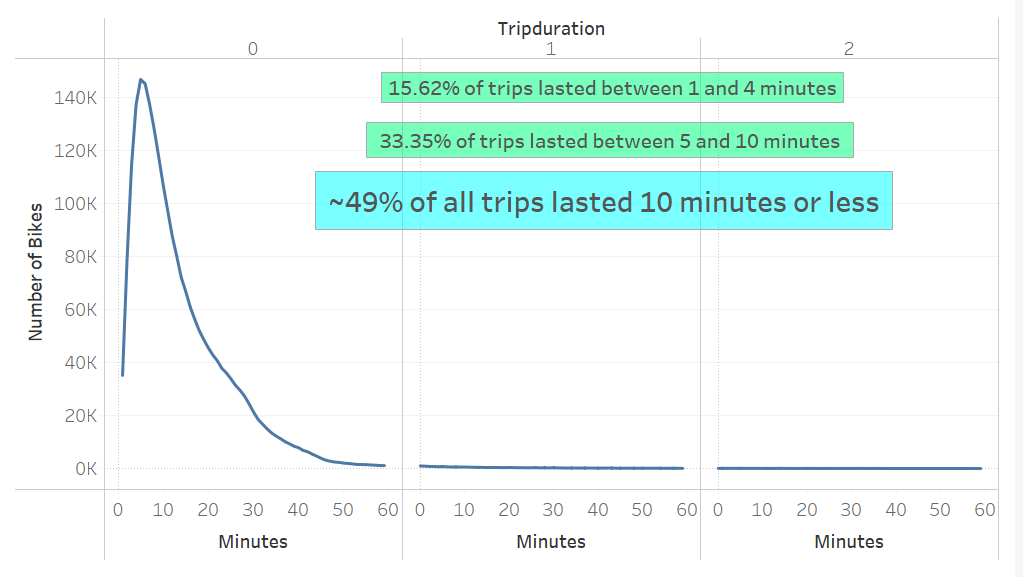 Tripduration
0 1 2
15.62% of trips lasted between 1 and 4 minutes
33.35% of trips lasted between 5 and 10 minutes
~49% of all trips lasted 10 minutes or less
Number of Bikes
140K
120K
100K
80K
60K
40K
20K
0K
0 10 20 30 40 50 60 0 10 20 30 40 50 60 0 10 20 30 40 50 60
Minutes Minutes Minutes